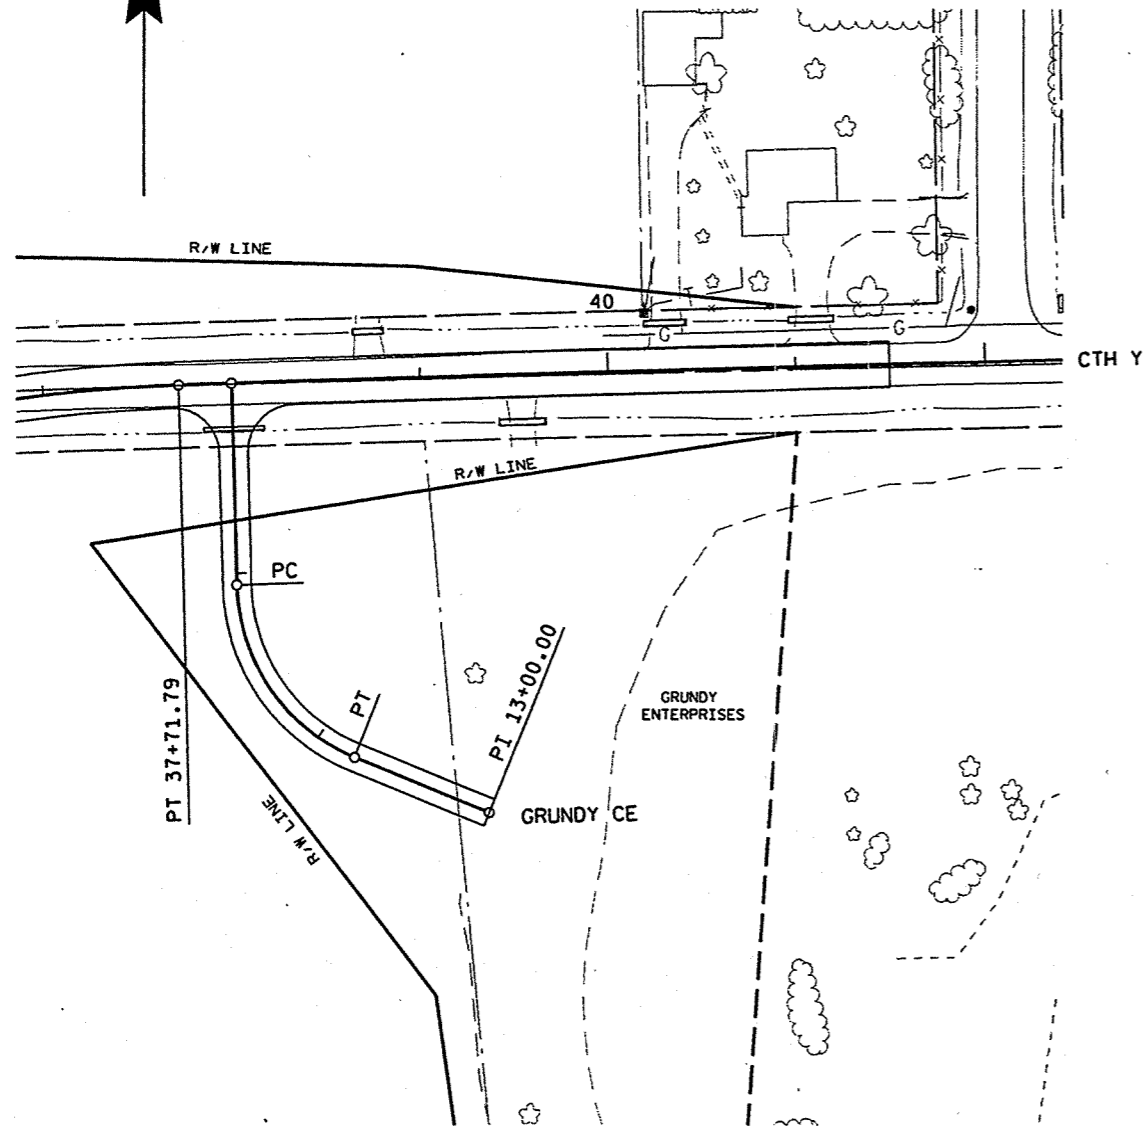 R/W LINE
40
G
G
CTH Y
R/W LINE
PC
PT 37+71.79
PT
PI 13+00.00
GRUNDY
ENTERPRISES
R/W LINE
GRUNDY CE